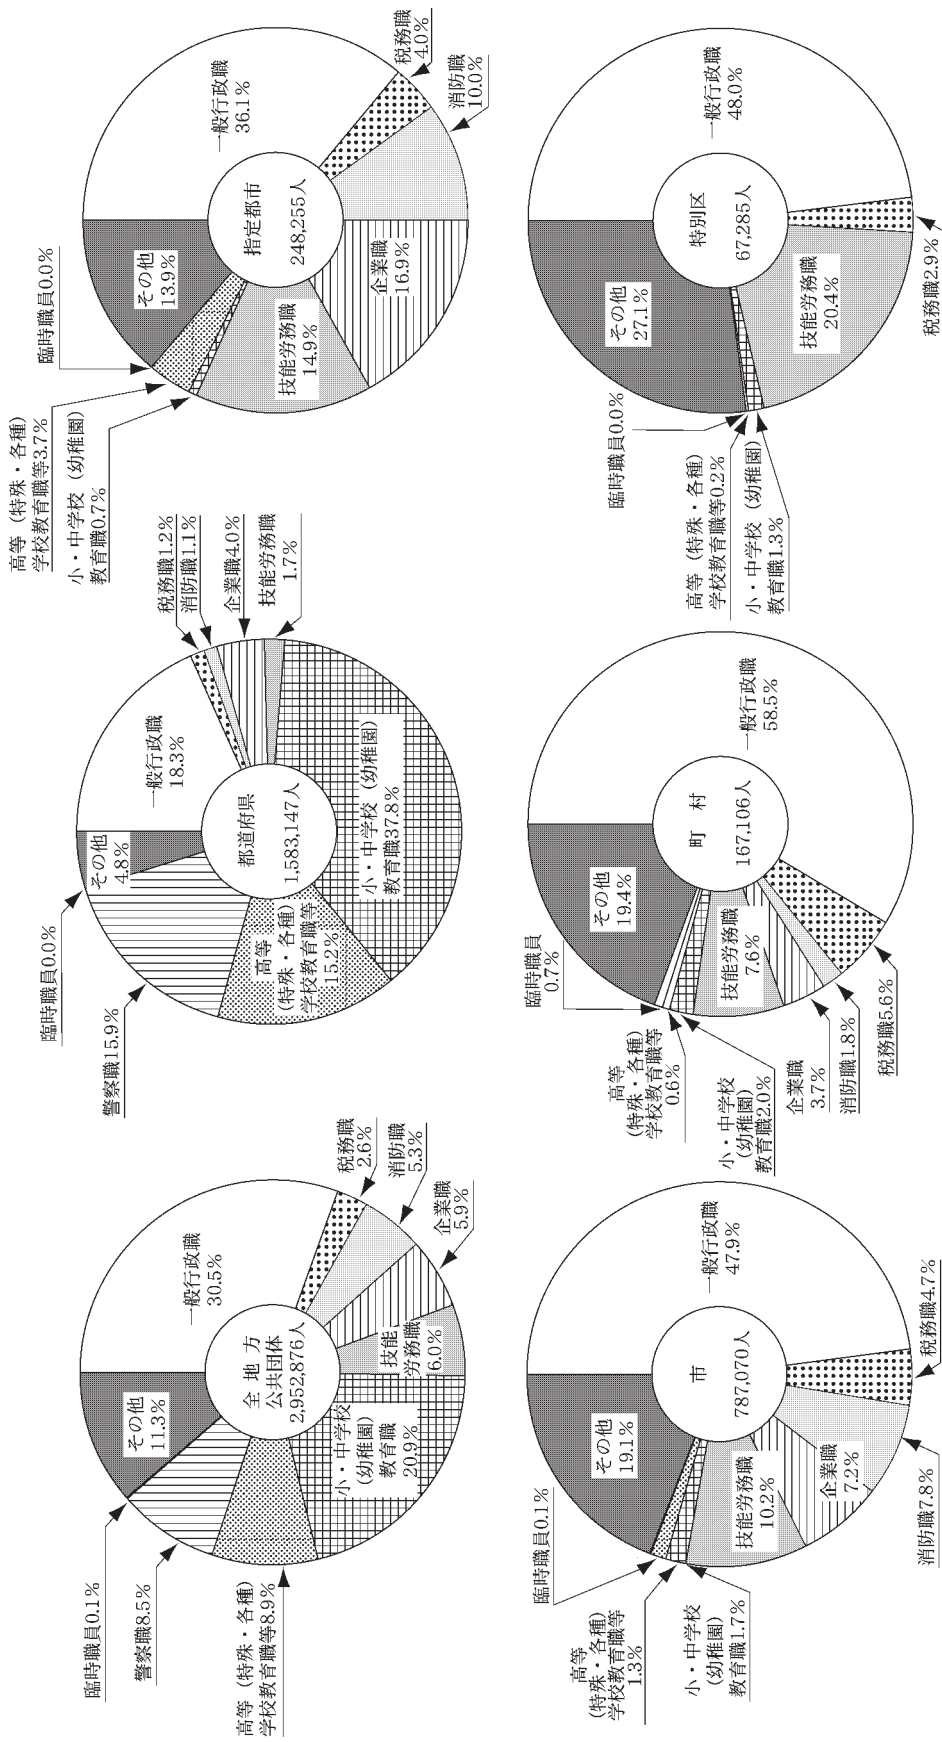 全地方
公共団体
2,952,876人
一般行政職
30.5%
税務職
2.6%
消防職
5.3%
企業職
5.9%
技能
労務職
6.0%
小・中学校
(幼稚園)
教育職
20.9%
高等(特殊・各種)
学校教育職等8.9%
警察職8.5%
臨時職員0.1%
その他
11.3%
都道府県
1,583,147人
一般行政職
18.3%
税務職1.2%
消防職1.1%
企業職4.0%
技能労務職
1.7%
小・中学校(幼稚園)
教育職37.8%
高等
(特殊・各種)
学校教育職等
15.2%
警察職15.9%
臨時職員0.0%
その他
4.8%
指定都市
248,255人
一般行政職
36.1%
税務職
4.0%
消防職
10.0%
企業職
16.9%
技能労務職
14.9%
小・中学校(幼稚園)
教育職0.7%
高等(特殊・各種)
学校教育職等3.7%
臨時職員0.0%
その他
13.9%
市
787,070人
一般行政職
47.9%
税務職4.7%
消防職7.8%
企業職
7.2%
技能労務職
10.2%
小・中学校
(幼稚園)
教育職1.7%
高等
(特殊・各種)
学校教育職等
1.3%
臨時職員0.1%
その他
19.1%
町村
167,106人
一般行政職
58.5%
税務職5.6%
消防職1.8%
企業職
3.7%
技能労務職
7.6%
小・中学校
(幼稚園)
教育職2.0%
高等
(特殊・各種)
学校教育職等
0.6%
臨時職員
0.7%
その他
19.4%
特別区
67,285人
一般行政職
48.0%
税務職2.9%
技能労務職
20.4%
小・中学校(幼稚園)
教育職1.3%
高等(特殊・各種)
学校教育職等0.2%
臨時職員0.0%
その他
27.1%